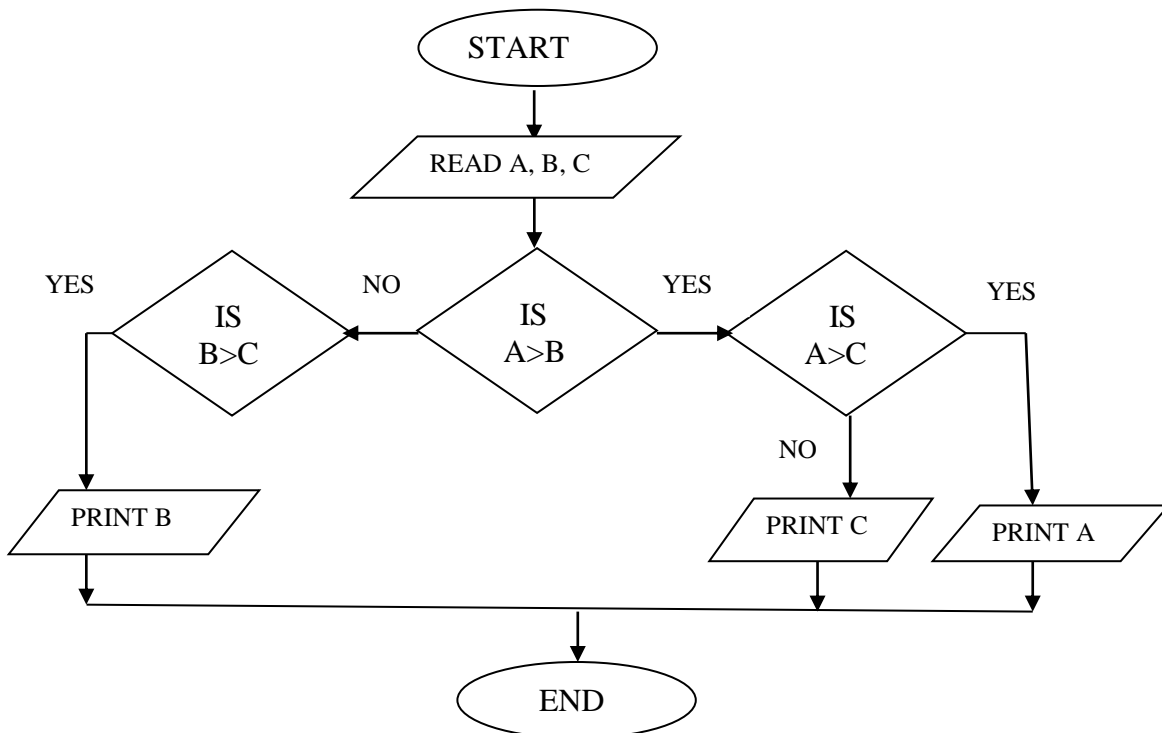 START
READ A, B, C
YES
NO
YES
YES
IS
B>C
IS
A>B
IS
A>C
NO
PRINT B
PRINT C
PRINT A
END